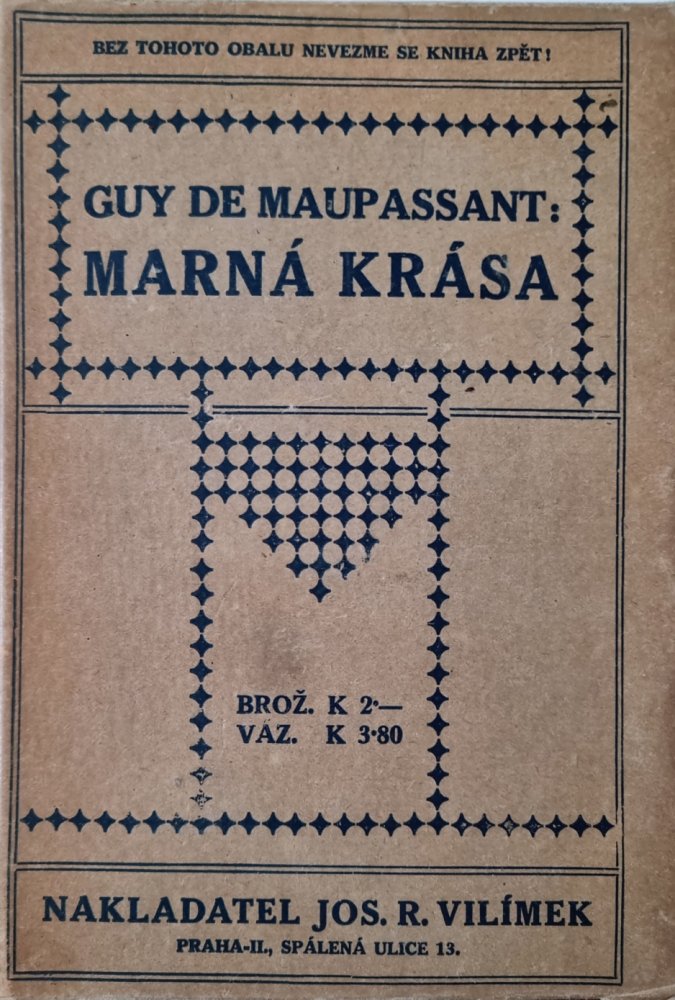 BEZ TOHOTO OBALU NEVEZME SE KNIHA ZPĚT!
GUY DE MAUPASSANT:
MARNÁ KRÁSA
BROŽ. K 2·—
VÁZ. K 3·80
NAKLADATEL JOS. R. VILÍMEK
PRAHA-II., SPÁLENÁ ULICE 13.